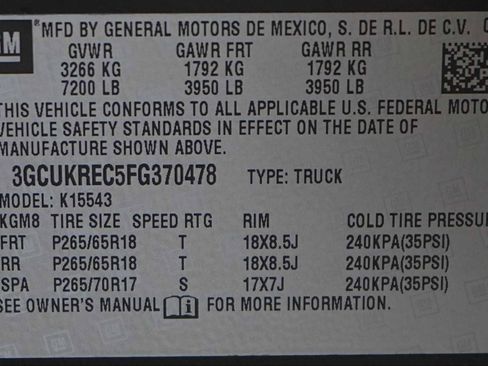 GM MFD BY GENERAL MOTORS DE MEXICO, S. DE R.L. DE C.V.
GVWR GAWR FRT GAWR RR
3266 KG 1792 KG 1792 KG
7200 LB 3950 LB 3950 LB
THIS VEHICLE CONFORMS TO ALL APPLICABLE U.S. FEDERAL MOTO
VEHICLE SAFETY STANDARDS IN EFFECT ON THE DATE OF
MANUFACTURE SHOWN ABOVE.
3GCUKREC5FG370478 TYPE: TRUCK
MODEL: K15543
KGM8 TIRE SIZE SPEED RTG RIM COLD TIRE PRESSU
FRT P265/65R18 T 18X8.5J 240KPA(35PSI)
RR P265/65R18 T 18X8.5J 240KPA(35PSI)
SPA P265/70R17 S 17X7J 240KPA(35PSI)
SEE OWNER'S MANUAL FOR MORE INFORMATION.